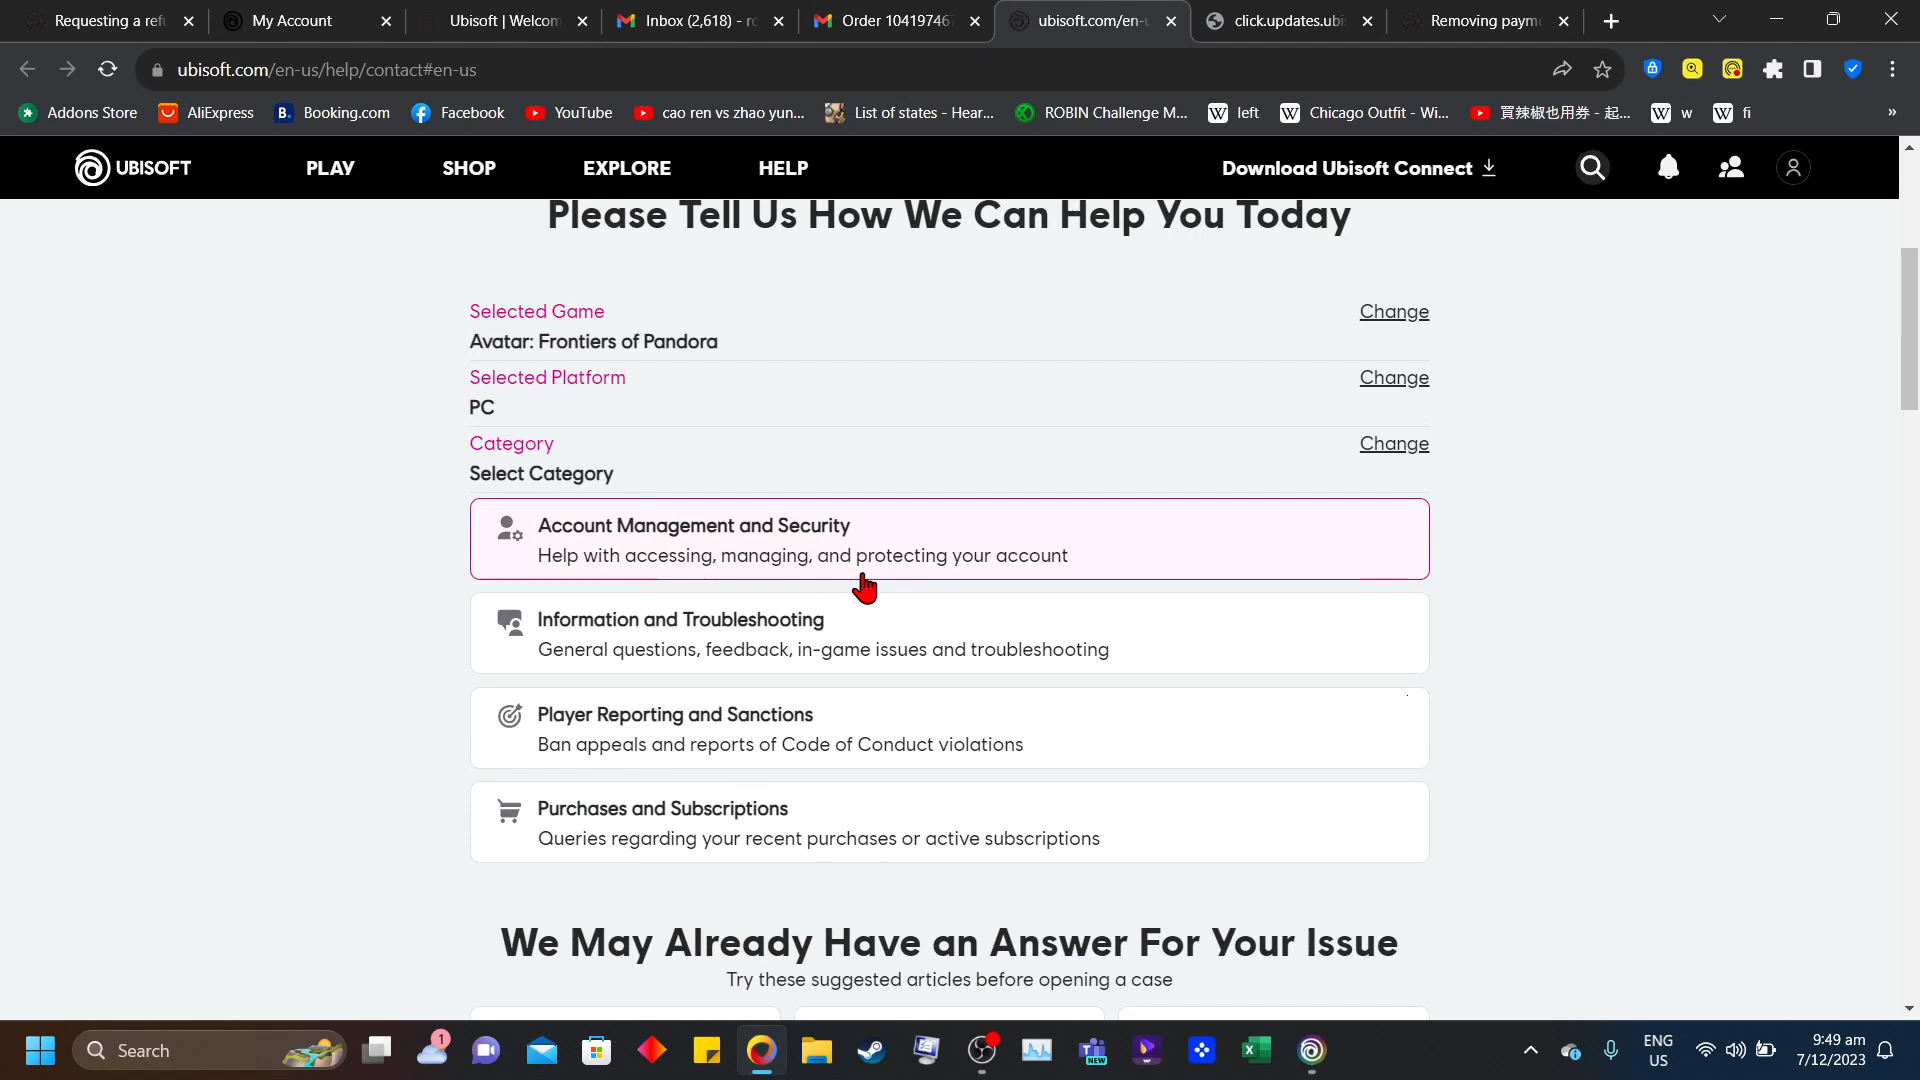 Requesting a ref
My Account
Ubisoft | Welcom
Inbox (2,618) - ro
Order 10419746
ubisoft.com/en-u
click.updates.ubi
Removing paym
ubisoft.com/en-us/help/contact#en-us
Addons Store
AliExpress
B.
Booking.com
Facebook
YouTube
cao ren vs zhao yun...
List of states - Hear...
ROBIN Challenge M...
W left
W Chicago Outfit - Wi...
買辣椒也用券 - 起...
W w
W fi
»
UBISOFT
PLAY
SHOP
EXPLORE
HELP
Download Ubisoft Connect
Please Tell Us How We Can Help You Today
Selected Game
Change
Avatar: Frontiers of Pandora
Selected Platform
Change
PC
Category
Change
Select Category
Account Management and Security
Help with accessing, managing, and protecting your account
Information and Troubleshooting
General questions, feedback, in-game issues and troubleshooting
Player Reporting and Sanctions
Ban appeals and reports of Code of Conduct violations
Purchases and Subscriptions
Queries regarding your recent purchases or active subscriptions
We May Already Have an Answer For Your Issue
Try these suggested articles before opening a case
Search
1
NEW
ENG
US
9:49 am
7/12/2023